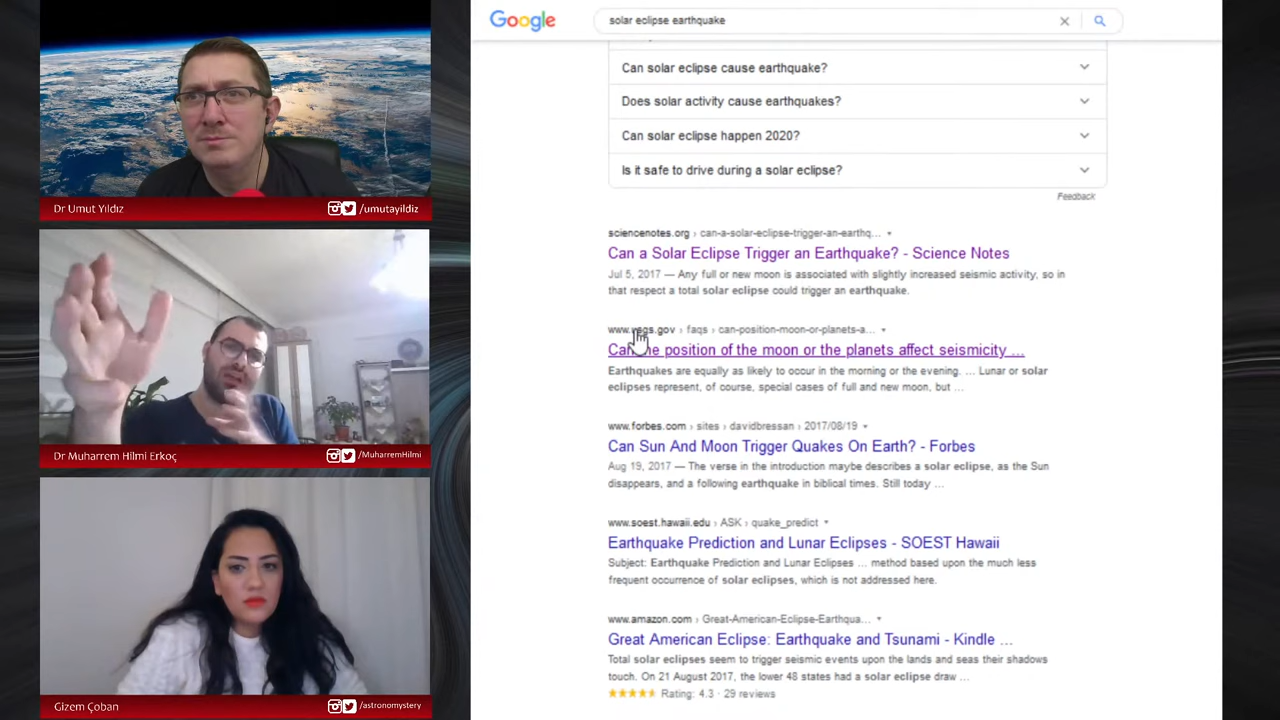 Dr Umut Yıldız
/umutayildiz
Dr Muharrem Hilmi Erkoç
/MuharremHilmi
Gizem Çoban
/astronomystery
Google
solar eclipse earthquake
Can solar eclipse cause earthquake?
Does solar activity cause earthquakes?
Can solar eclipse happen 2020?
Is it safe to drive during a solar eclipse?
Feedback
sciencenotes.org › can-a-solar-eclipse-trigger-an-earthq...
Can a Solar Eclipse Trigger an Earthquake? - Science Notes
Jul 5, 2017 — Any full or new moon is associated with slightly increased seismic activity, so in
that respect a total solar eclipse could trigger an earthquake.
www.usgs.gov › faqs › can-position-moon-or-planets-a...
Can the position of the moon or the planets affect seismicity ...
Earthquakes are equally as likely to occur in the morning or the evening. ... Lunar or solar
eclipses represent, of course, special cases of full and new moon, but ...
www.forbes.com › sites › davidbressan › 2017/08/19
Can Sun And Moon Trigger Quakes On Earth? - Forbes
Aug 19, 2017 — The verse in the introduction maybe describes a solar eclipse, as the Sun
disappears, and a following earthquake in biblical times. Still today ...
www.soest.hawaii.edu › ASK › quake_predict
Earthquake Prediction and Lunar Eclipses - SOEST Hawaii
Subject: Earthquake Prediction and Lunar Eclipses ... method based upon the much less
frequent occurrence of solar eclipses, which is not addressed here.
www.amazon.com › Great-American-Eclipse-Earthqua...
Great American Eclipse: Earthquake and Tsunami - Kindle ...
Total solar eclipses seem to trigger seismic events upon the lands and seas their shadows
touch. On 21 August 2017, the lower 48 states had a solar eclipse draw ...
Rating: 4.3 · 29 reviews